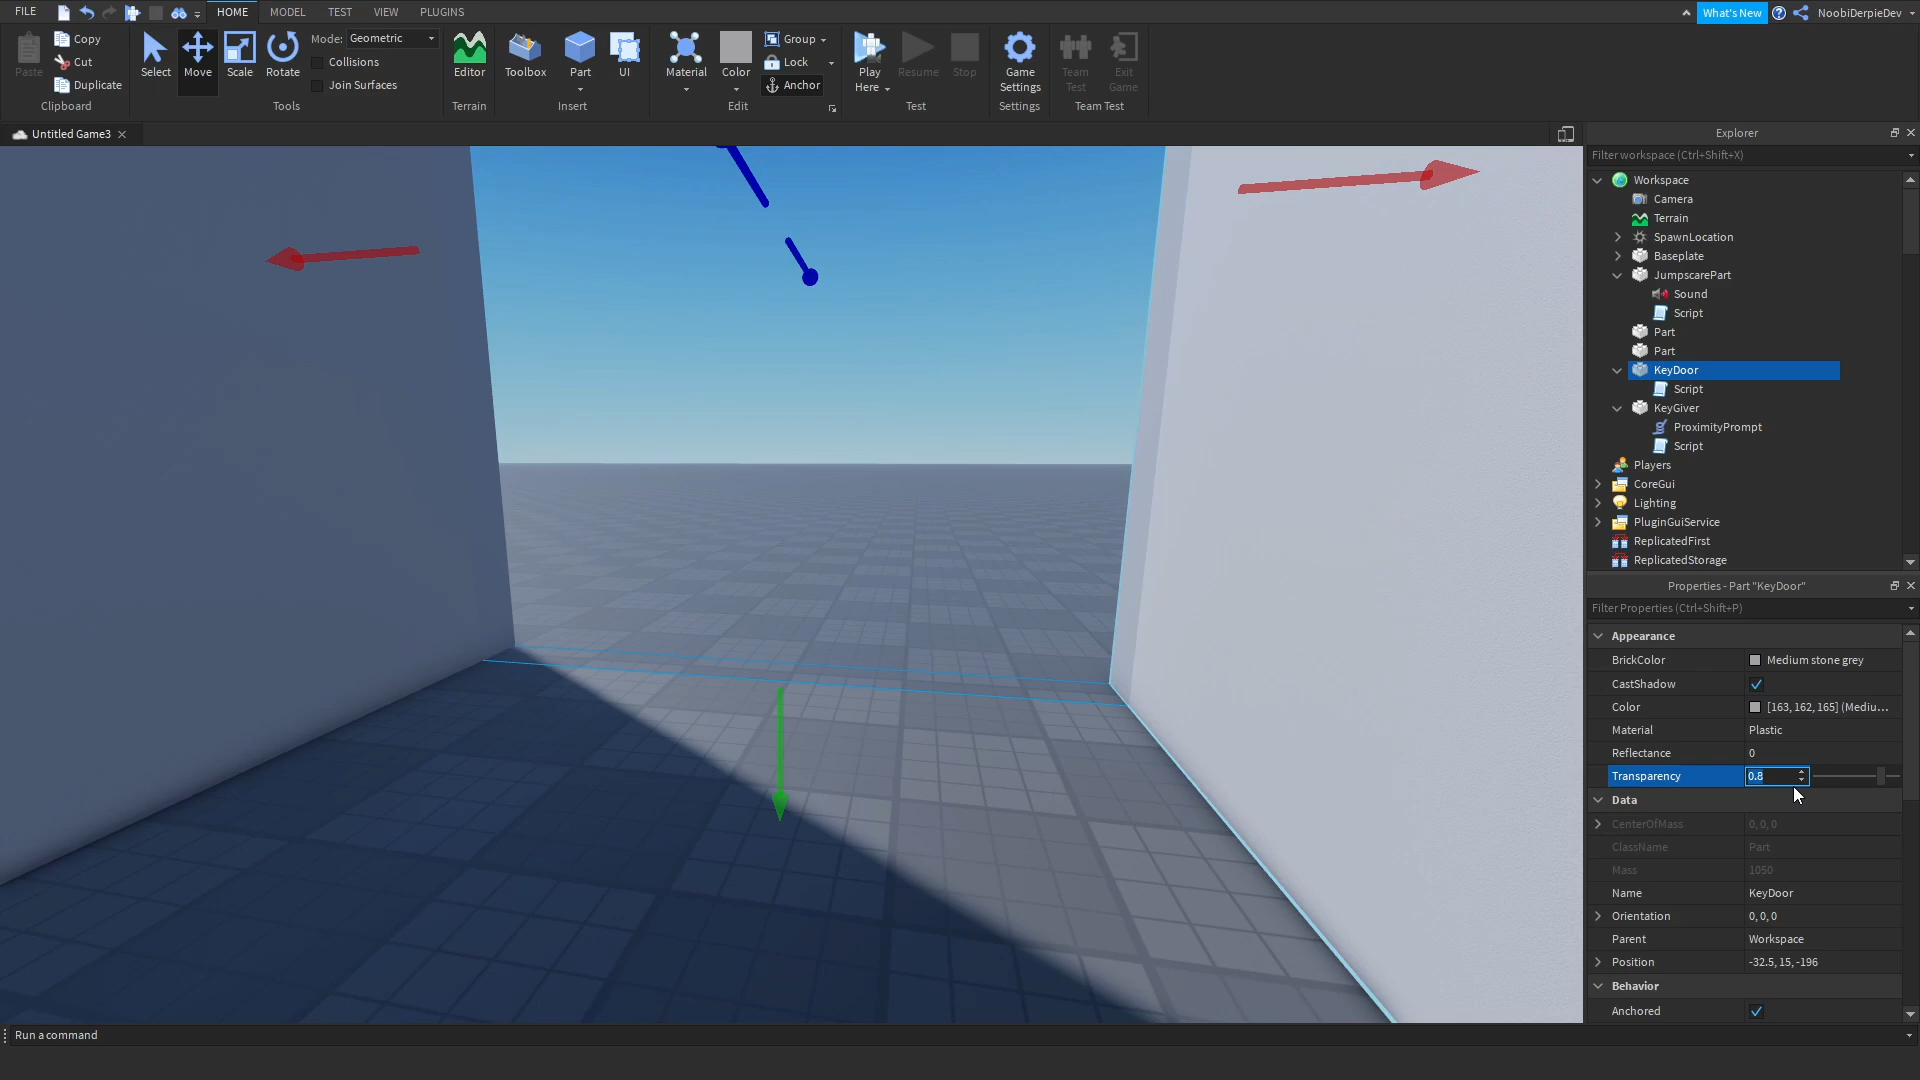 FILE HOME MODEL TEST VIEW PLUGINS What's New NoobiDerpieDev
Paste Copy Cut Duplicate Clipboard
Select Move Scale Rotate Mode: Geometric Collisions Join Surfaces Tools
Editor Terrain
Toolbox Part UI Insert
Material Color Group Lock Anchor Edit
Play Here Resume Stop Test
Game Settings Settings
Team Test Exit Game Team Test
Untitled Game3
Explorer
Filter workspace (Ctrl+Shift+X)
Workspace
Camera
Terrain
SpawnLocation
Baseplate
JumpscarePart
Sound
Script
Part
Part
KeyDoor
Script
KeyGiver
ProximityPrompt
Script
Players
CoreGui
Lighting
PluginGuiService
ReplicatedFirst
ReplicatedStorage
Properties - Part "KeyDoor"
Filter Properties (Ctrl+Shift+P)
Appearance
BrickColor Medium stone grey
CastShadow
Color [163, 162, 165] (Mediu...
Material Plastic
Reflectance 0
Transparency 0.8
Data
CenterOfMass 0, 0, 0
ClassName Part
Mass 1050
Name KeyDoor
Orientation 0, 0, 0
Parent Workspace
Position -32.5, 15, -196
Behavior
Anchored
Run a command